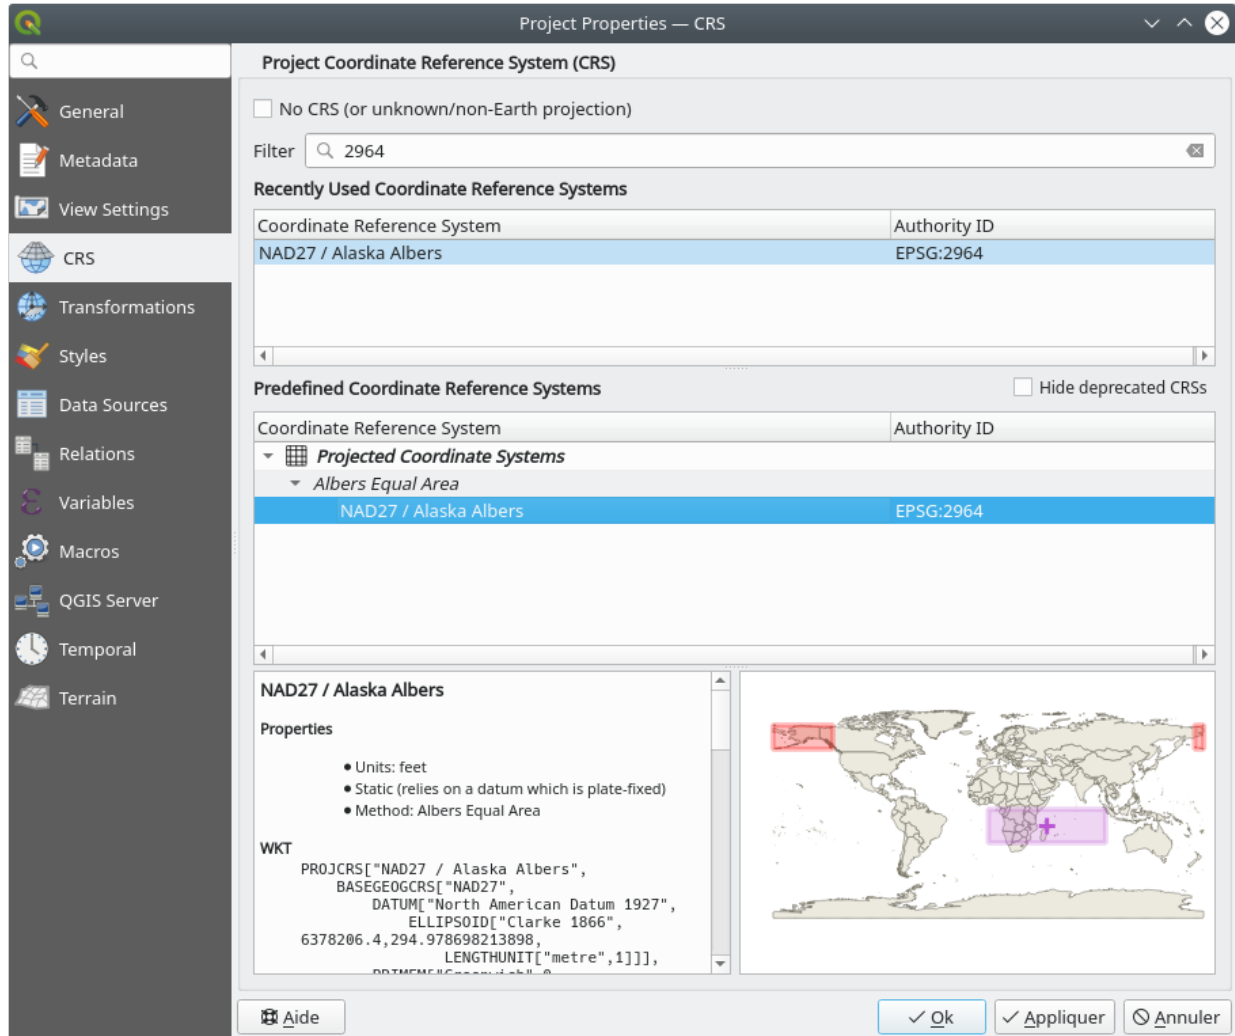 Project Properties — CRS
Project Coordinate Reference System (CRS)
General
Metadata
View Settings
CRS
Transformations
Styles
Data Sources
Relations
Variables
Macros
QGIS Server
Temporal
Terrain
No CRS (or unknown/non-Earth projection)
Filter 2964
Recently Used Coordinate Reference Systems
Coordinate Reference System Authority ID
NAD27 / Alaska Albers EPSG:2964
Predefined Coordinate Reference Systems Hide deprecated CRSs
Coordinate Reference System Authority ID
Projected Coordinate Systems
Albers Equal Area
NAD27 / Alaska Albers EPSG:2964
NAD27 / Alaska Albers
Properties
• Units: feet
• Static (relies on a datum which is plate-fixed)
• Method: Albers Equal Area
WKT
PROJCRS["NAD27 / Alaska Albers",
BASEGEOGCRS["NAD27",
DATUM["North American Datum 1927",
ELLIPSOID["Clarke 1866",
6378206.4,294.978698213898,
LENGTHUNIT["metre",1]]],
Aide
Ok
Appliquer
Annuler